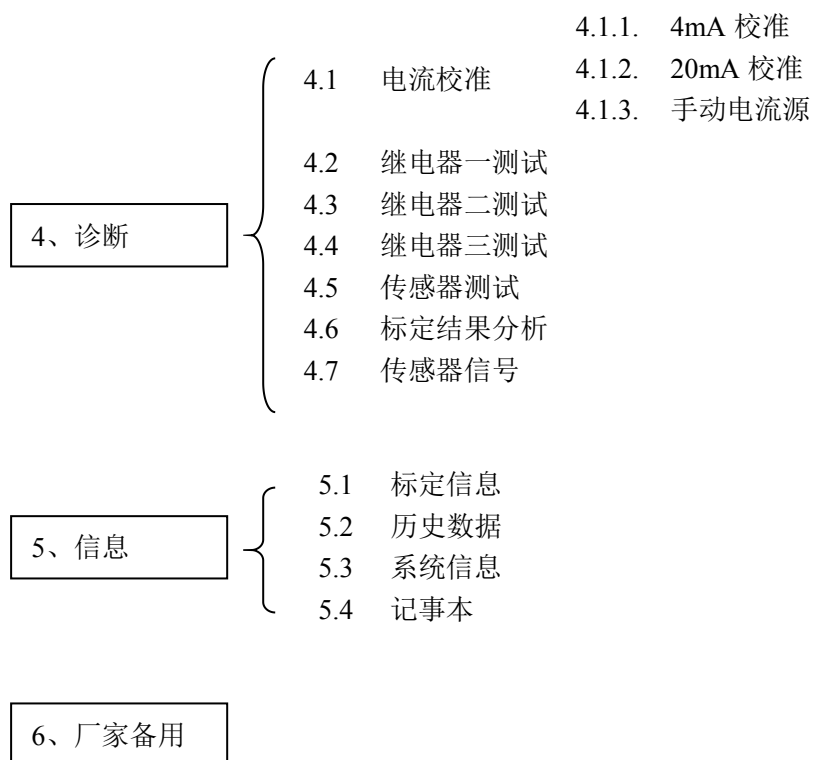 4、诊断
4.1 电流校准
4.1.1. 4mA 校准
4.1.2. 20mA 校准
4.1.3. 手动电流源
4.2 继电器一测试
4.3 继电器二测试
4.4 继电器三测试
4.5 传感器测试
4.6 标定结果分析
4.7 传感器信号
5、信息
5.1 标定信息
5.2 历史数据
5.3 系统信息
5.4 记事本
6、厂家备用